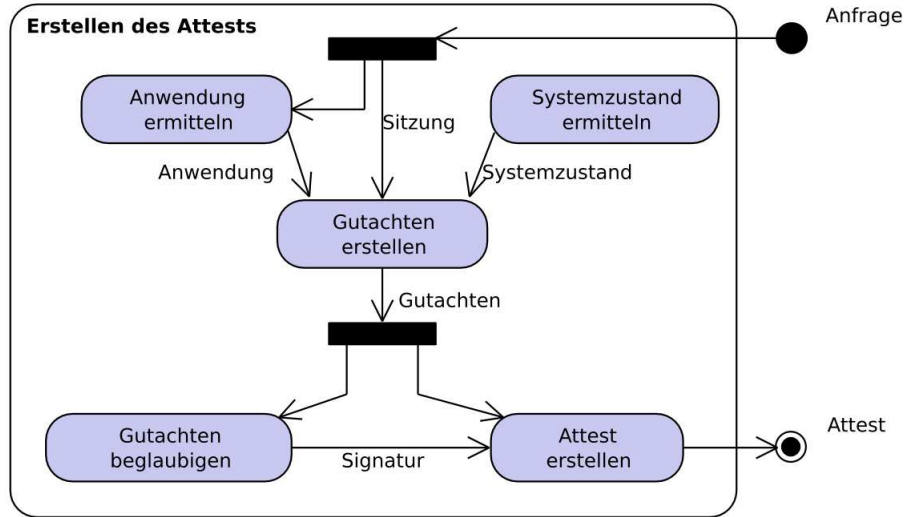 Anfrage
Erstellen des Attests
Anwendung
ermitteln
Systemzustand
ermitteln
Sitzung
Anwendung
Systemzustand
Gutachten
erstellen
Gutachten
Gutachten
beglaubigen
Signatur
Attest
erstellen
Attest